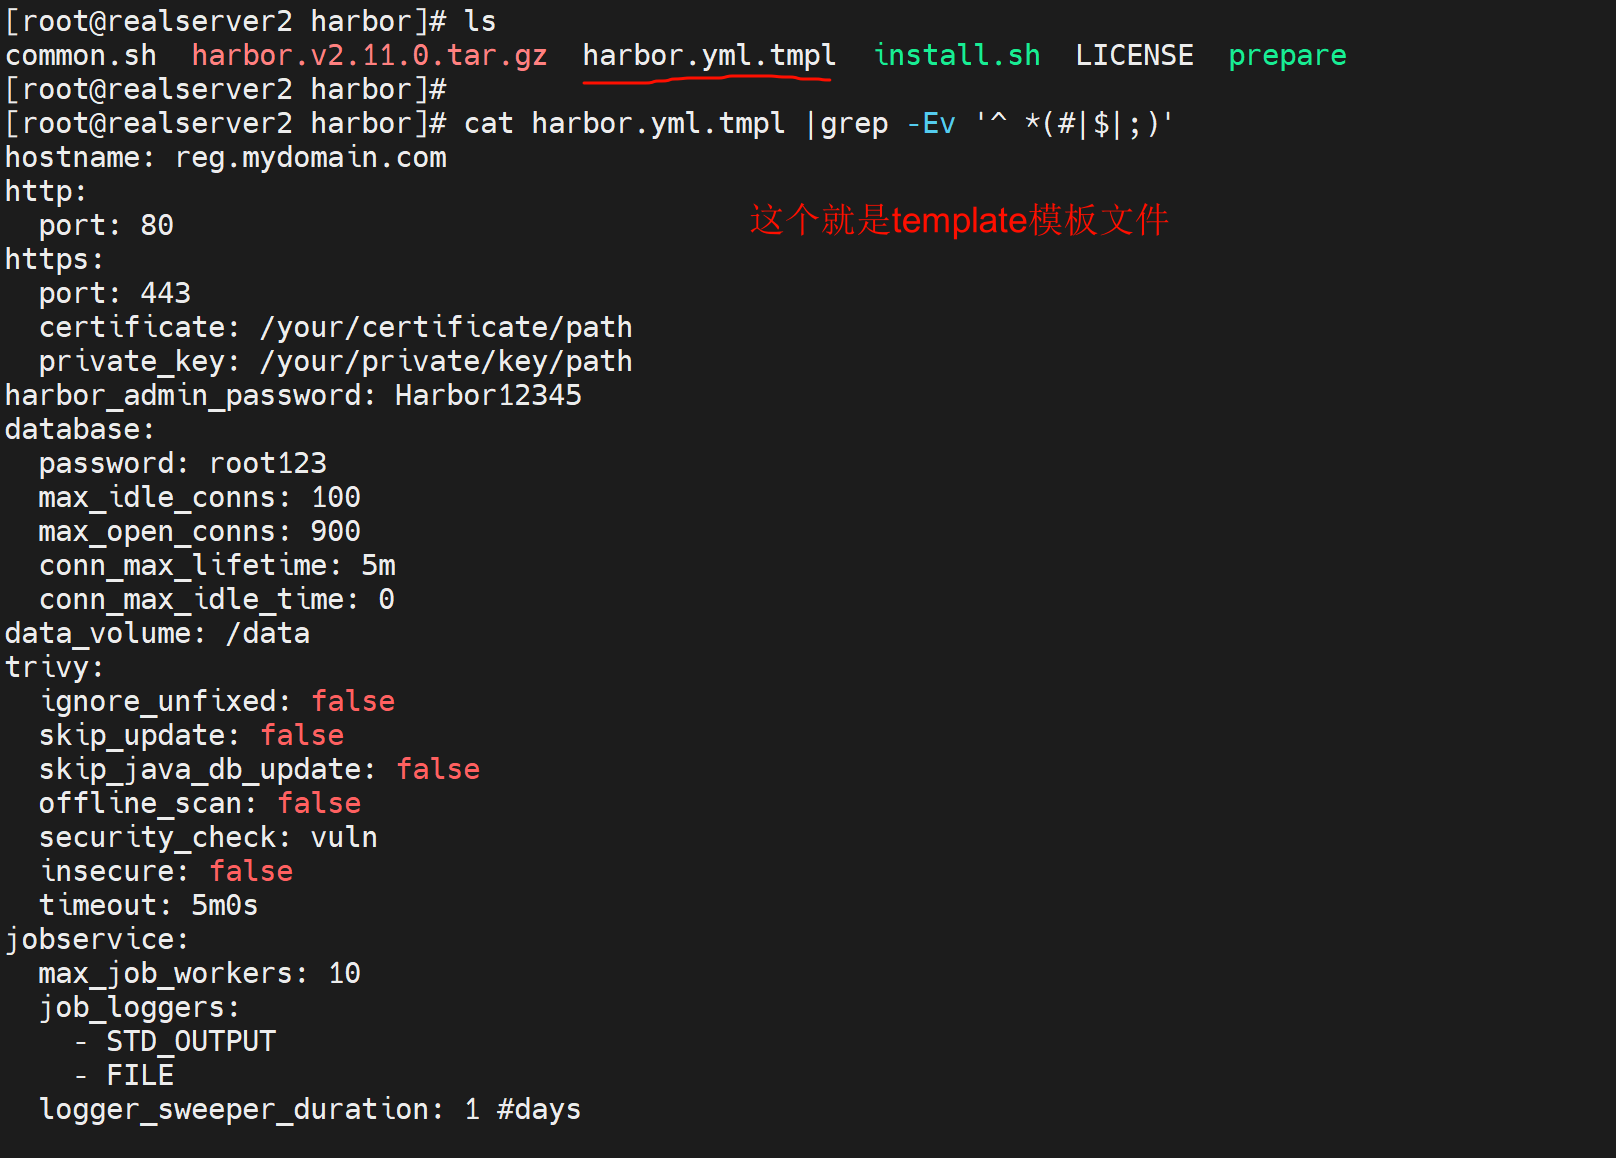 [root@realserver2 harbor]# ls
common.sh  harbor.v2.11.0.tar.gz  harbor.yml.tmpl  install.sh  LICENSE  prepare
[root@realserver2 harbor]#
[root@realserver2 harbor]# cat harbor.yml.tmpl |grep -Ev '^ *(#|$|;)'
hostname: reg.mydomain.com
http:
  port: 80
这个就是template模板文件
https:
  port: 443
  certificate: /your/certificate/path
  private_key: /your/private/key/path
harbor_admin_password: Harbor12345
database:
  password: root123
  max_idle_conns: 100
  max_open_conns: 900
  conn_max_lifetime: 5m
  conn_max_idle_time: 0
data_volume: /data
trivy:
  ignore_unfixed: false
  skip_update: false
  skip_java_db_update: false
  offline_scan: false
  security_check: vuln
  insecure: false
  timeout: 5m0s
jobservice:
  max_job_workers: 10
  job_loggers:
    - STD_OUTPUT
    - FILE
  logger_sweeper_duration: 1 #days